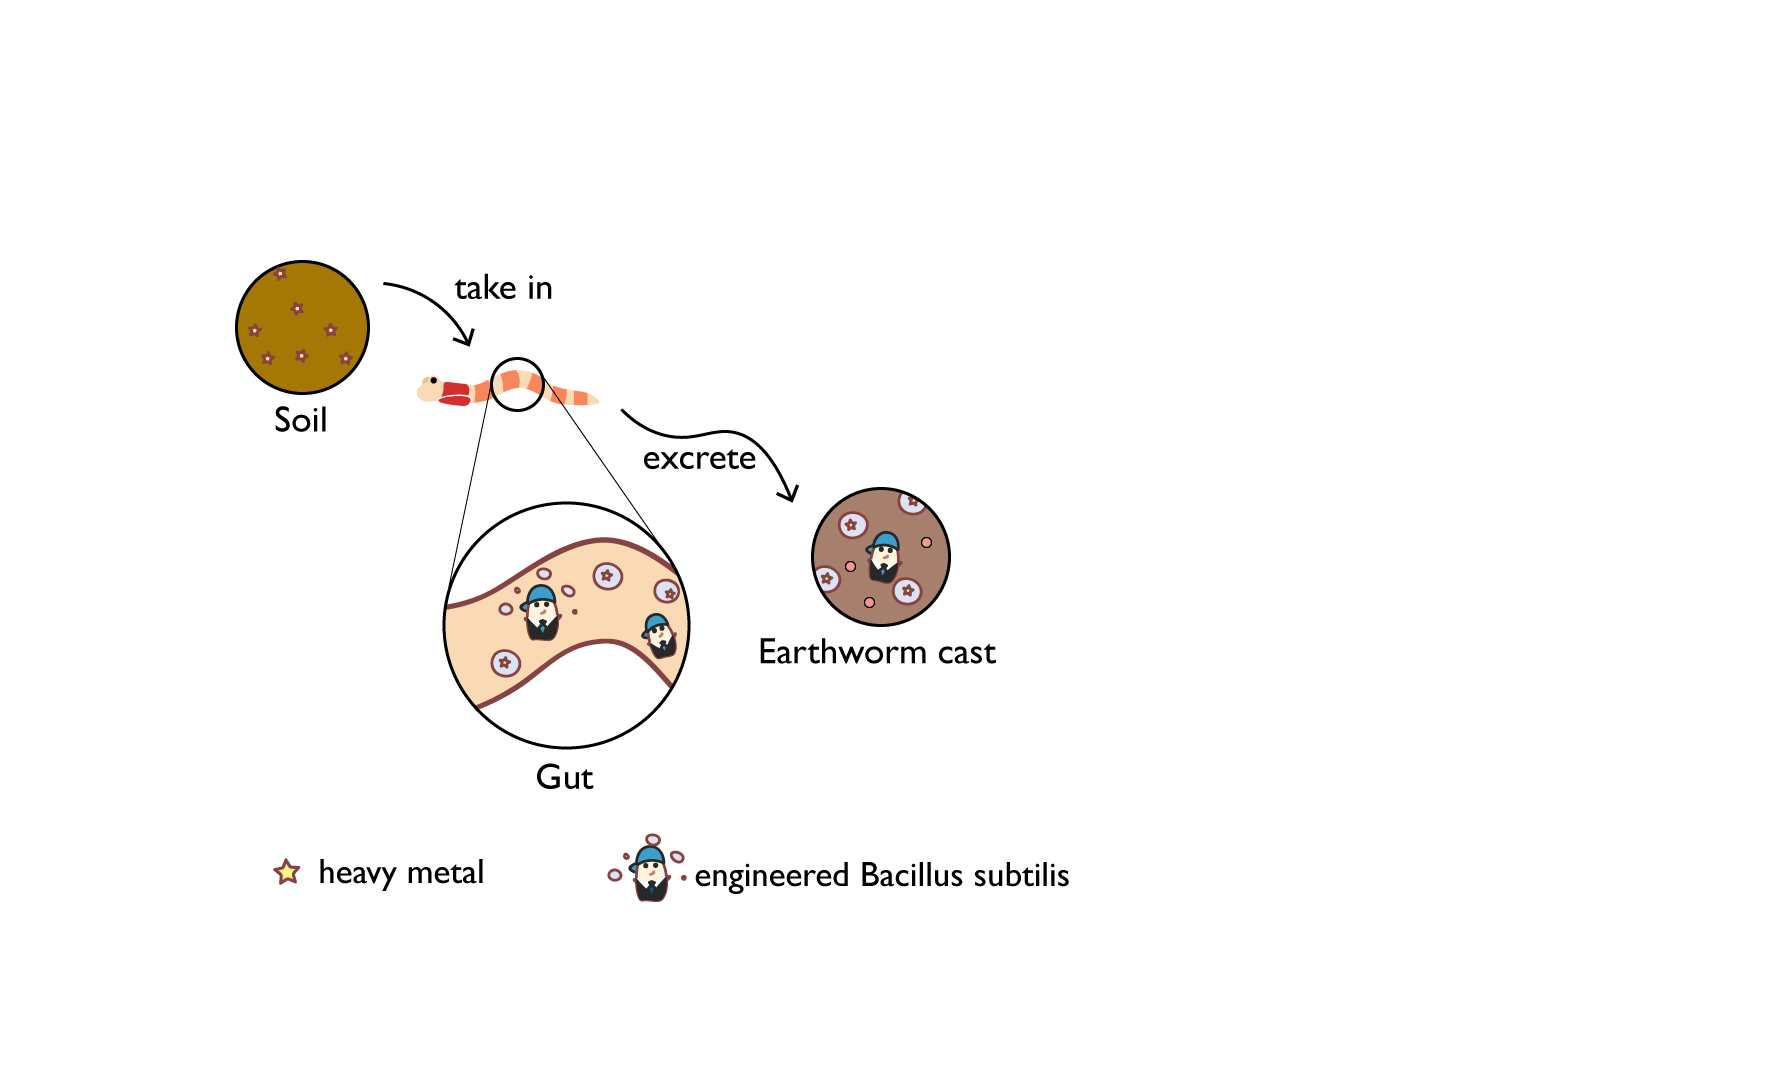 take in
Soil
excrete
Earthworm cast
Gut
heavy metal
engineered Bacillus subtilis